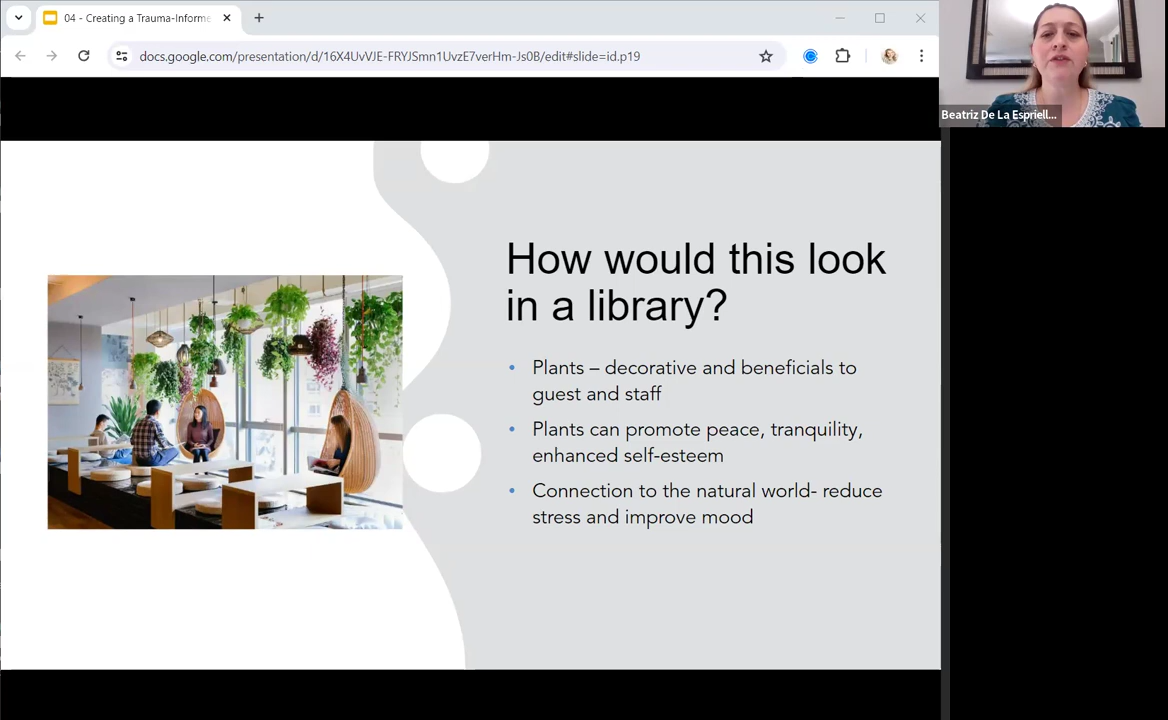 04 - Creating a Trauma-Informe
docs.google.com/presentation/d/16X4UvVJE-FRYJSmn1UvzE7verHm-Js0B/edit#slide=id.p19
Beatriz De La Espriell...
How would this look
in a library?
• Plants – decorative and beneficials to
guest and staff
• Plants can promote peace, tranquility,
enhanced self-esteem
• Connection to the natural world- reduce
stress and improve mood